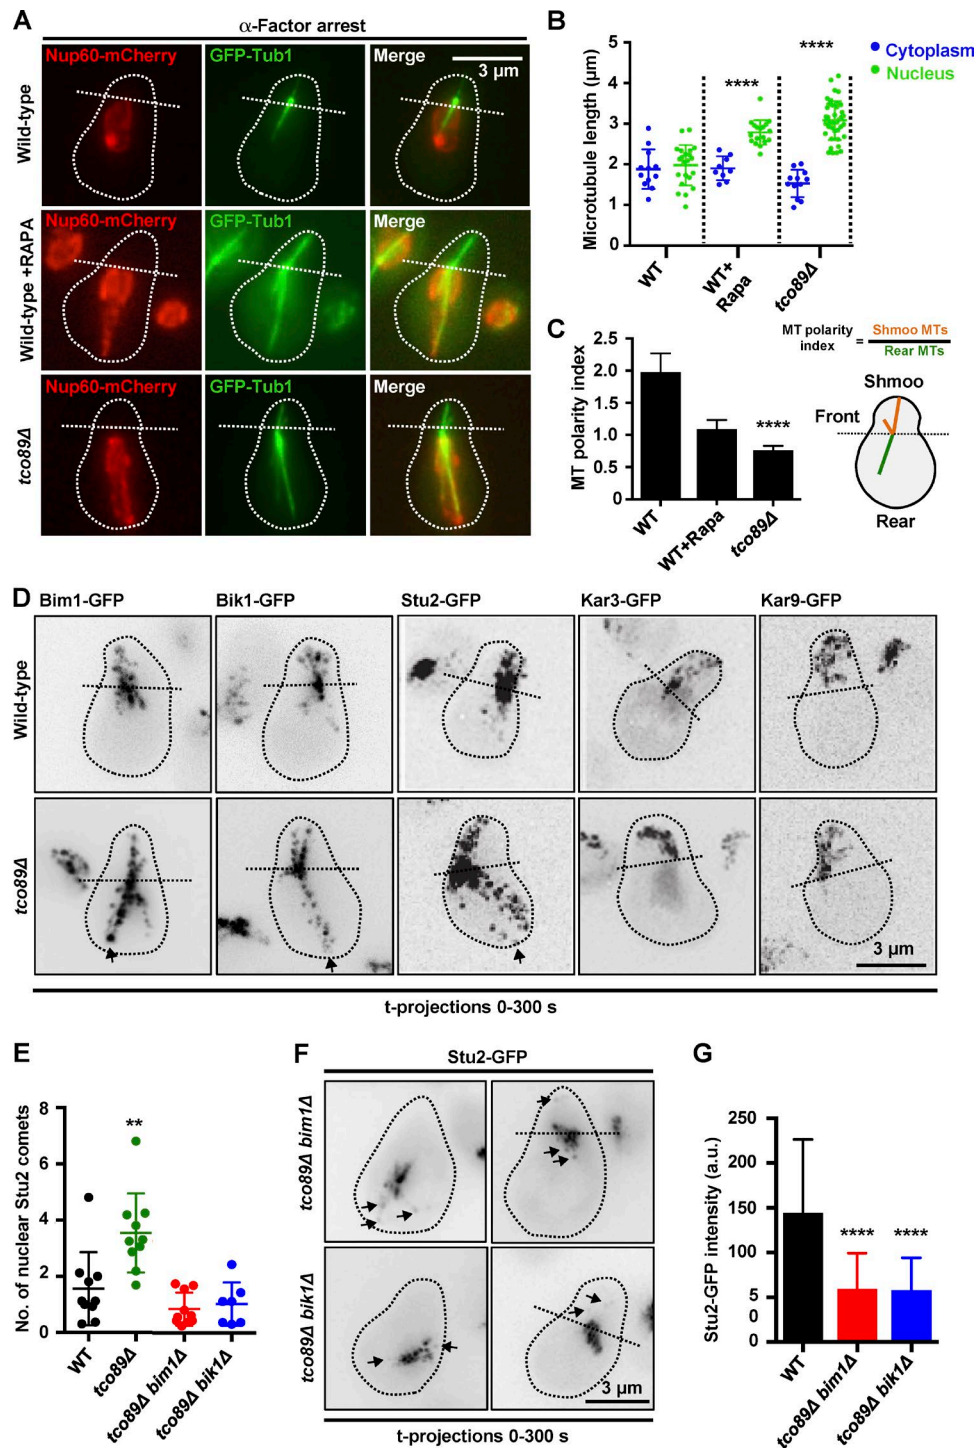 A
α-Factor arrest
Nup60-mCherry
GFP-Tub1
Merge
3 µm
Wild-type
Nup60-mCherry
GFP-Tub1
Merge
Wild-type +RAPA
Nup60-mCherry
GFP-Tub1
Merge
tco89Δ
B
Microtubule length (µm)
5
4
3
2
1
0
****
****
Cytoplasm
Nucleus
WT
WT+
Rapa
tco89Δ
C
MT polarity index
2.5
2.0
1.5
1.0
0.5
0
****
WT
WT+Rapa
tco89Δ
MT polarity
index
=
Shmoo MTs
Rear MTs
Shmoo
Front
Rear
D
Bim1-GFP
Bik1-GFP
Stu2-GFP
Kar3-GFP
Kar9-GFP
Wild-type
tco89Δ
3 µm
t-projections 0-300 s
E
No. of nuclear Stu2 comets
8
6
4
2
0
**
WT
tco89Δ
tco89Δ bim1Δ
tco89Δ bik1Δ
F
Stu2-GFP
tco89Δ bim1Δ
tco89Δ bik1Δ
3 µm
t-projections 0-300 s
G
Stu2-GFP intensity (a.u.)
250
200
150
100
5
0
0
****
****
WT
tco89Δ bim1Δ
tco89Δ bik1Δ